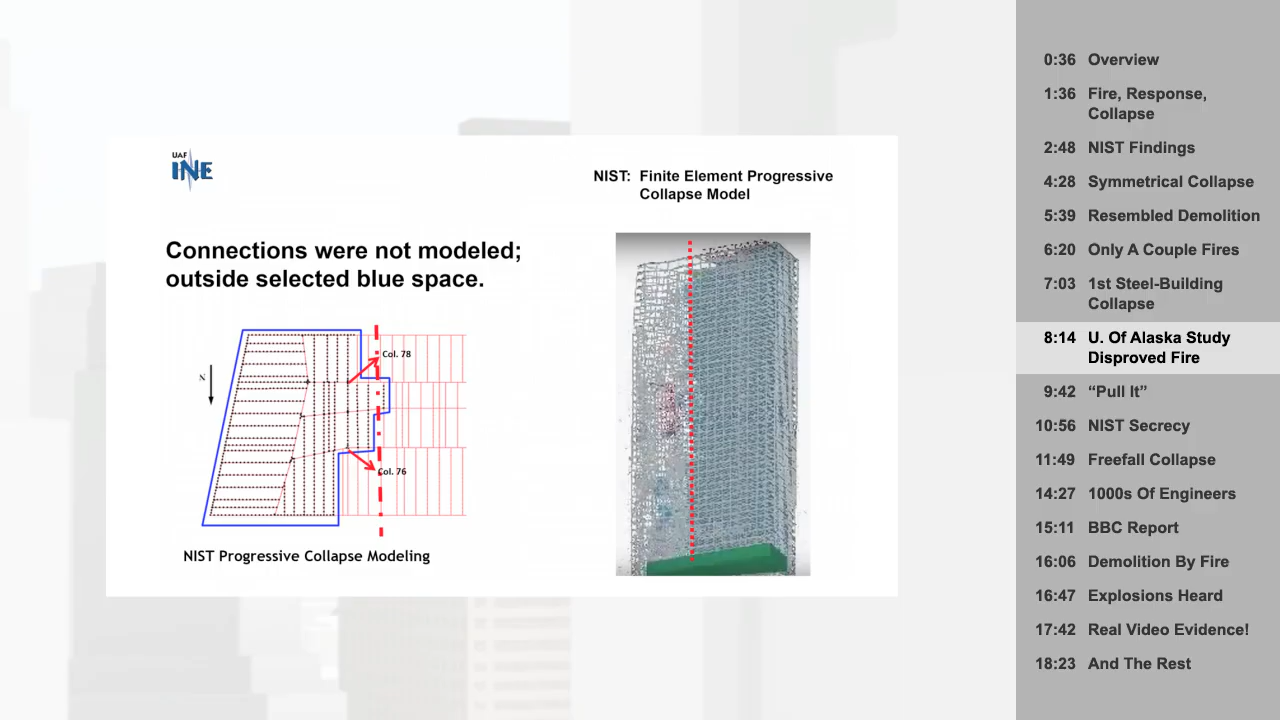 UAF
INE
NIST: Finite Element Progressive
Collapse Model
Connections were not modeled;
outside selected blue space.
Col. 78
N
Col. 76
NIST Progressive Collapse Modeling
0:36 Overview
1:36 Fire, Response,
Collapse
2:48 NIST Findings
4:28 Symmetrical Collapse
5:39 Resembled Demolition
6:20 Only A Couple Fires
7:03 1st Steel-Building
Collapse
8:14 U. Of Alaska Study
Disproved Fire
9:42 “Pull It”
10:56 NIST Secrecy
11:49 Freefall Collapse
14:27 1000s Of Engineers
15:11 BBC Report
16:06 Demolition By Fire
16:47 Explosions Heard
17:42 Real Video Evidence!
18:23 And The Rest